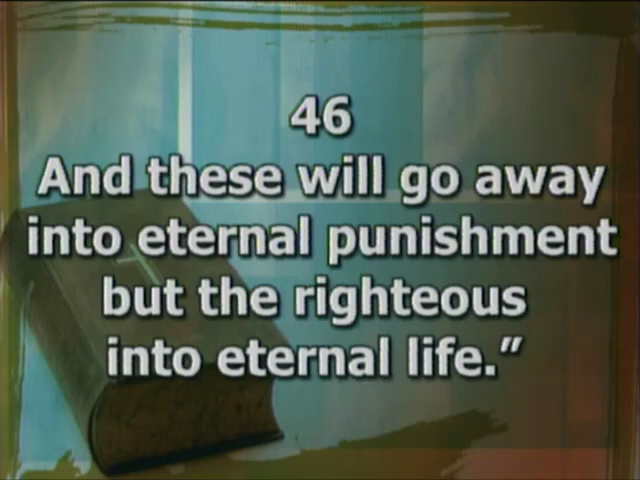 46
And these will go away
into eternal punishment
but the righteous
into eternal life.”